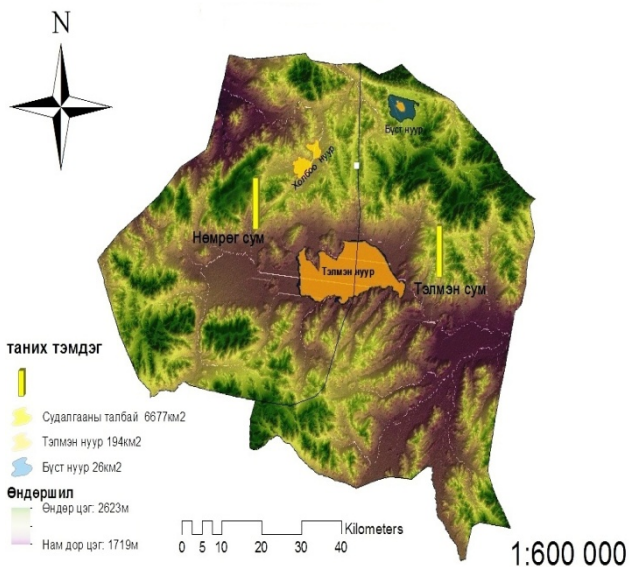 N
Бүст нуур
Холбоо нуур
Нөмрөг сум
Тэлмэн нуур
Тэлмэн сум
таних тэмдэг
Судалгааны талбай 6677км2
Тэлмэн нуур 194км2
Бүст нуур 26км2
Өндөршил
Өндөр цэг: 2623м
Нам дор цэг: 1719м
Kilometers
0 5 10 20 30 40
1:600 000